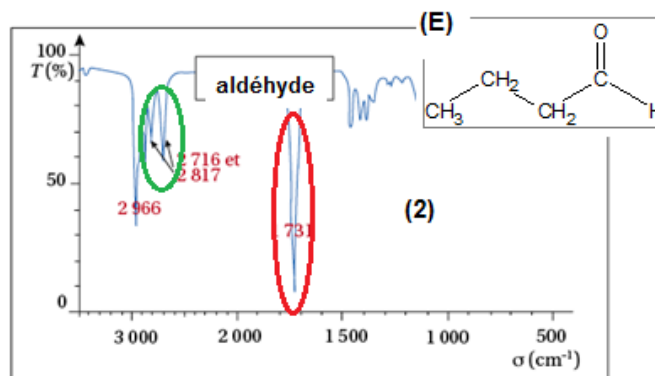 (E)
O
CH2
C
CH3
CH2
H
100
T (%)
aldéhyde
2 716 et
2 817
50
2 966
731
(2)
0
3 000
2 000
1 500
1 000
500
σ (cm⁻¹)